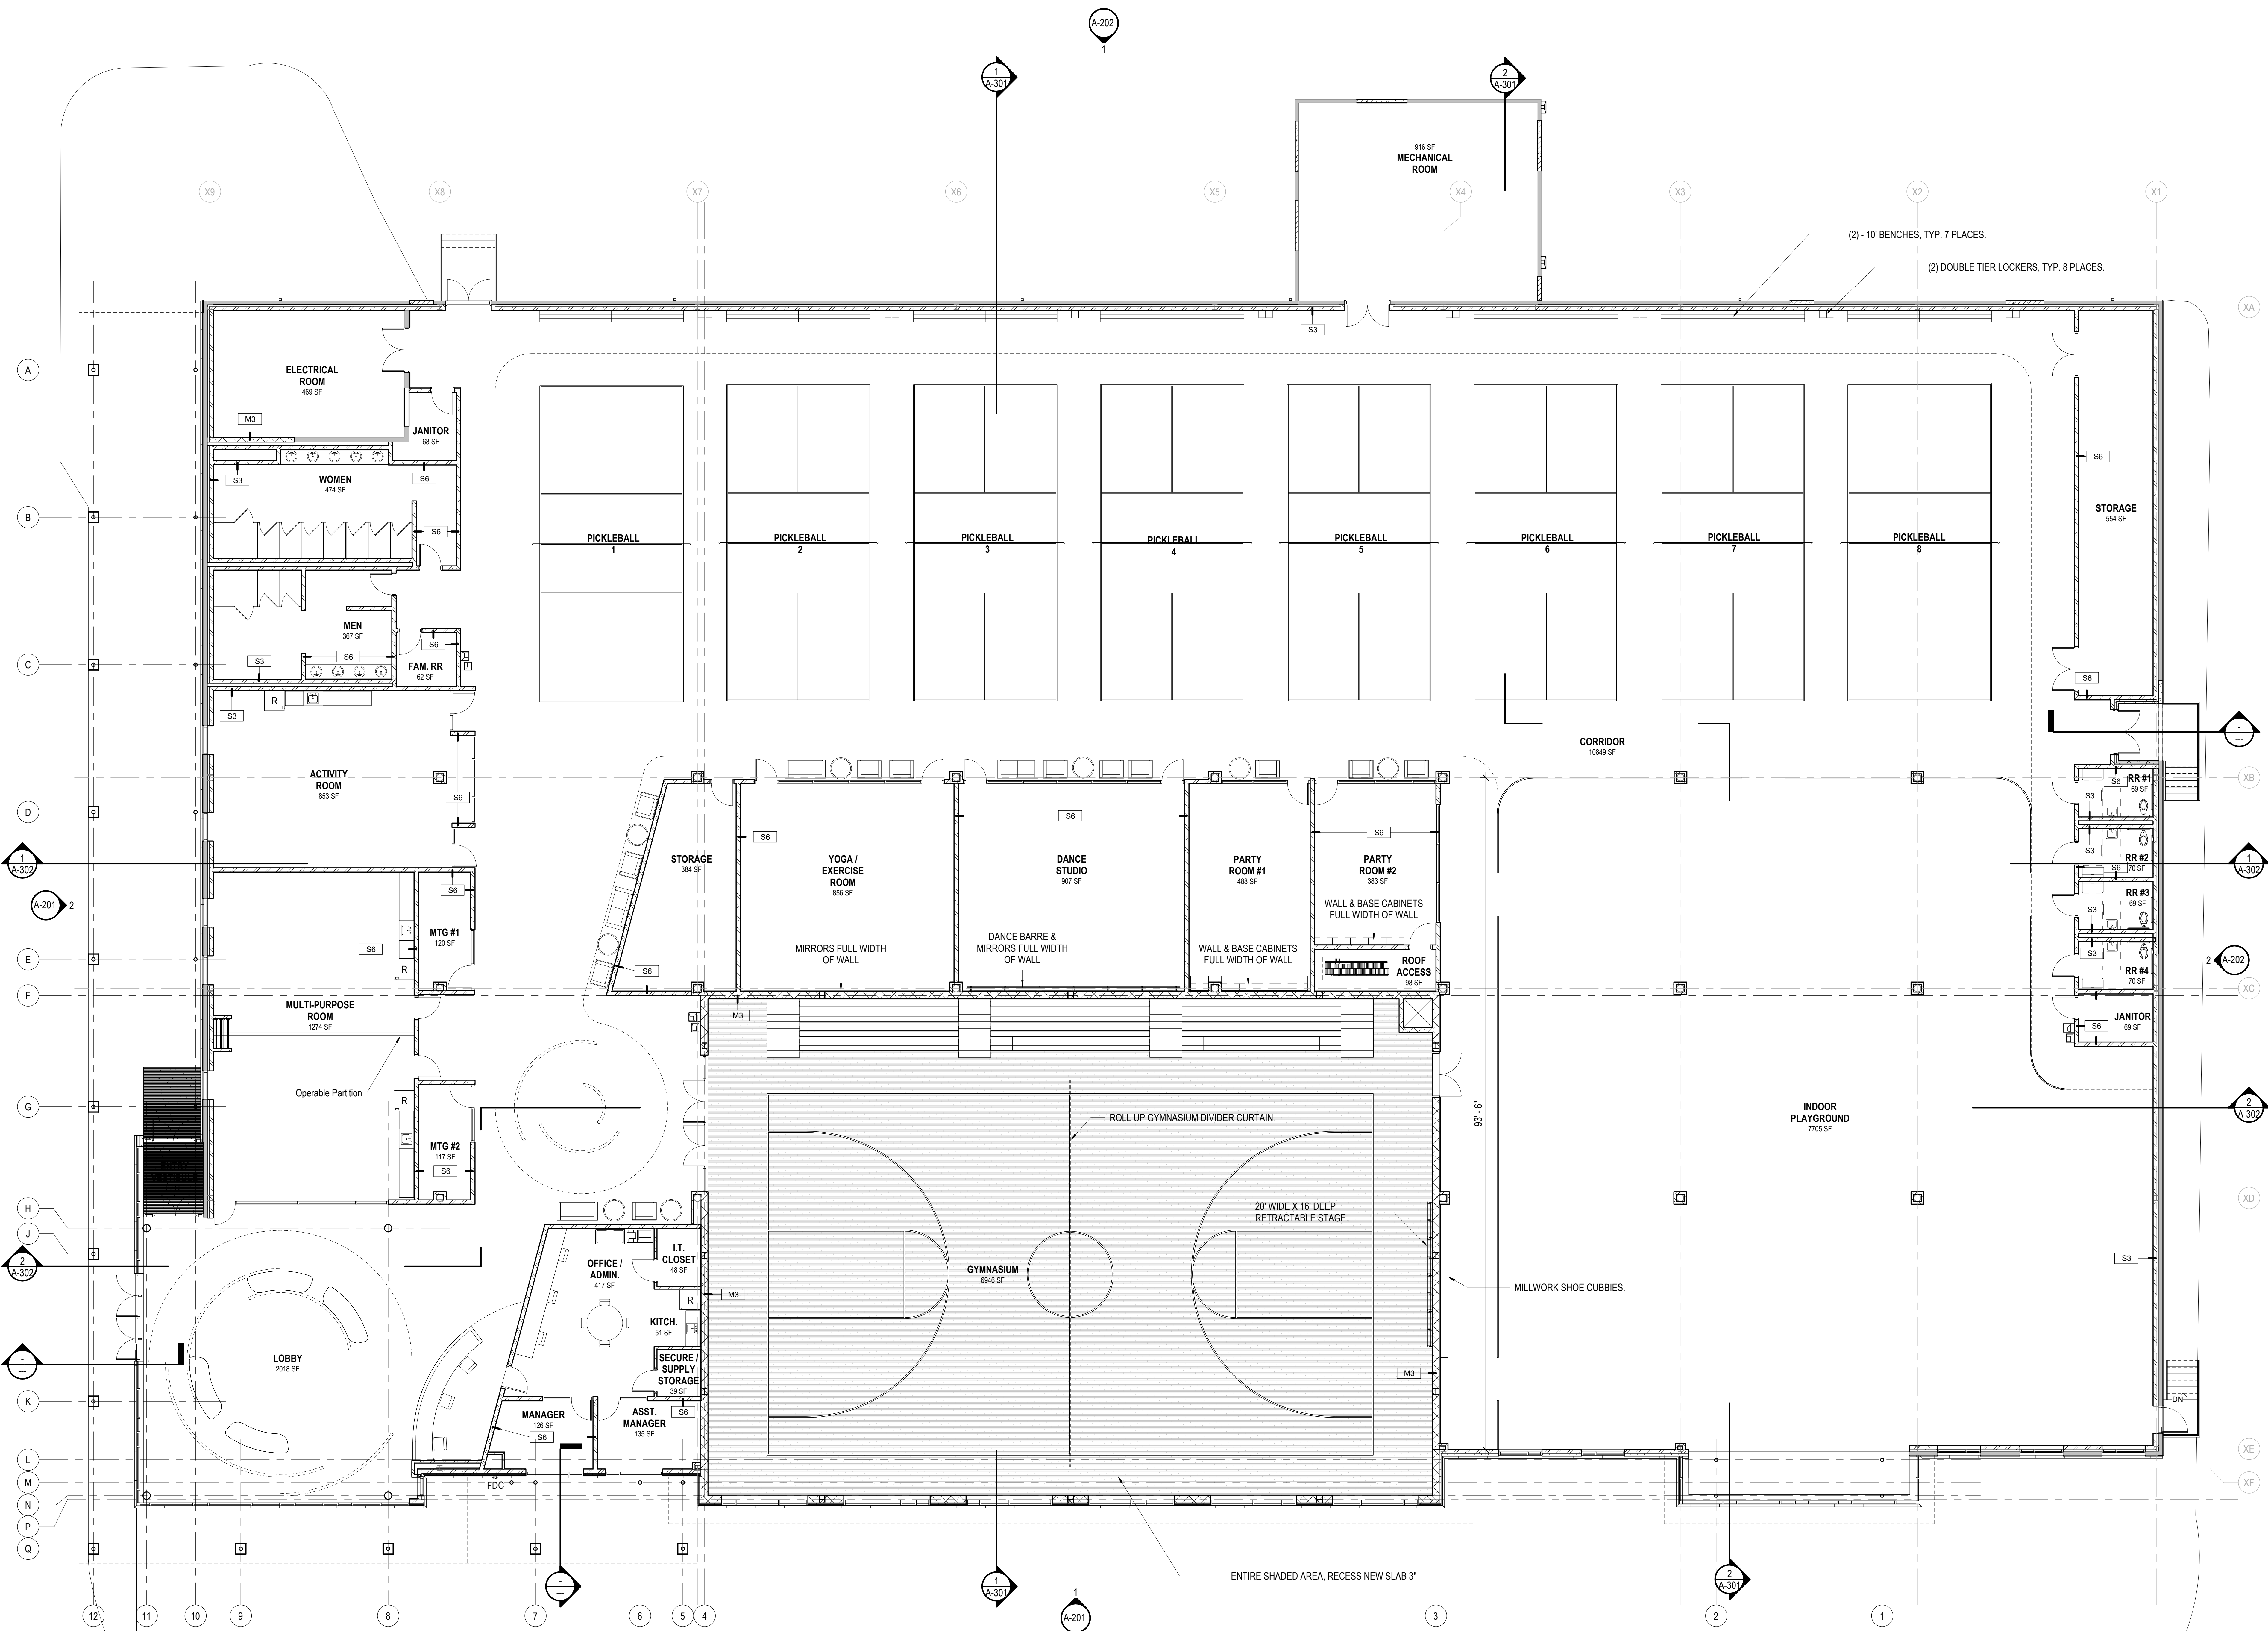 A-202
1
1
A-301
2
A-301
916 SF
MECHANICAL
ROOM
X9
X8
X7
X6
X5
X4
X3
X2
X1
(2) - 10' BENCHES, TYP. 7 PLACES.
(2) DOUBLE TIER LOCKERS, TYP. 8 PLACES.
XA
S3
A
ELECTRICAL
ROOM
469 SF
M3
JANITOR
68 SF
S3
WOMEN
474 SF
S6
S6
B
PICKLEBALL
1
PICKLEBALL
2
PICKLEBALL
3
PICKLEBALL
4
PICKLEBALL
5
PICKLEBALL
6
PICKLEBALL
7
PICKLEBALL
8
S6
STORAGE
554 SF
MEN
367 SF
S6
S6
S3
C
FAM. RR
62 SF
S6
R
S3
-
---
CORRIDOR
10849 SF
ACTIVITY
ROOM
853 SF
S6
XB
S6
RR #1
69 SF
S3
D
S6
S6
S6
1
A-302
STORAGE
384 SF
YOGA /
EXERCISE
ROOM
856 SF
DANCE
STUDIO
907 SF
PARTY
ROOM #1
488 SF
PARTY
ROOM #2
383 SF
S3
RR #2
70 SF
S6
1
A-302
S6
RR #3
69 SF
S3
A-201
2
MTG #1
120 SF
WALL & BASE CABINETS
FULL WIDTH OF WALL
S6
R
E
MIRRORS FULL WIDTH
OF WALL
DANCE BARRE &
MIRRORS FULL WIDTH
OF WALL
WALL & BASE CABINETS
FULL WIDTH OF WALL
ROOF
ACCESS
98 SF
S6
S3
RR #4
70 SF
2
A-202
F
XC
MULTI-PURPOSE
ROOM
1274 SF
M3
JANITOR
69 SF
S6
Operable Partition
R
G
ROLL UP GYMNASIUM DIVIDER CURTAIN
93' - 6"
INDOOR
PLAYGROUND
7705 SF
2
A-302
MTG #2
117 SF
S6
ENTRY
VESTIBULE
87 SF
H
J
XD
20' WIDE X 16' DEEP
RETRACTABLE STAGE.
2
A-302
I.T.
CLOSET
48 SF
OFFICE /
ADMIN.
417 SF
GYMNASIUM
6946 SF
S3
M3
R
MILLWORK SHOE CUBBIES.
KITCH.
51 SF
LOBBY
2018 SF
-
---
SECURE /
SUPPLY
STORAGE
39 SF
M3
K
DN
MANAGER
126 SF
S6
ASST.
MANAGER
135 SF
S6
L
M
N
P
Q
XE
XF
FDC
ENTIRE SHADED AREA, RECESS NEW SLAB 3"
-
---
1
A-301
1
A-201
2
A-301
12
11
10
9
8
7
6
5
4
3
2
1